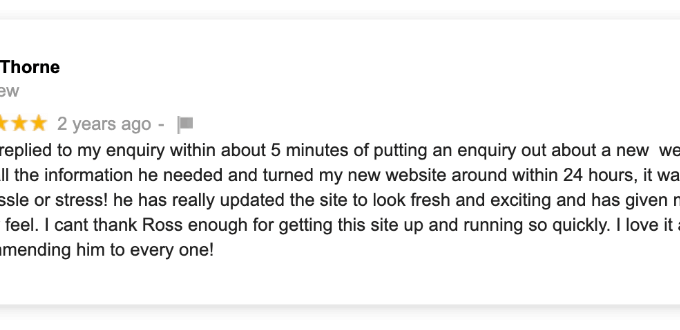 Thorne
ew
2 years ago -
replied to my enquiry within about 5 minutes of putting an enquiry out about a new we
ll the information he needed and turned my new website around within 24 hours, it wa
ssle or stress! he has really updated the site to look fresh and exciting and has given
feel. I cant thank Ross enough for getting this site up and running so quickly. I love it
mmending him to every one!